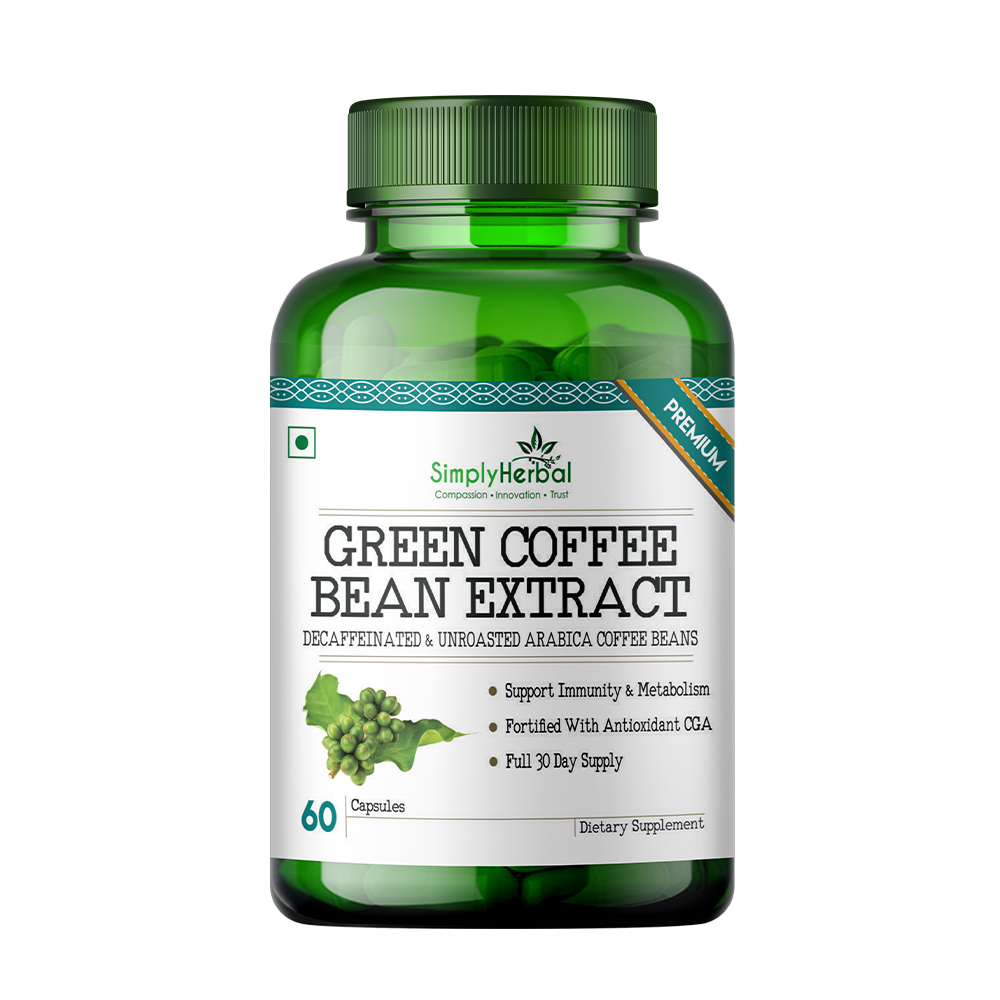 PREMIUM
SimplyHerbal
Compassion • Innovation • Trust
GREEN COFFEE
BEAN EXTRACT
DECAFFEINATED & UNROASTED ARABICA COFFEE BEANS
• Support Immunity & Metabolism
• Fortified With Antioxidant CGA
• Full 30 Day Supply
60 Capsules
Dietary Supplement